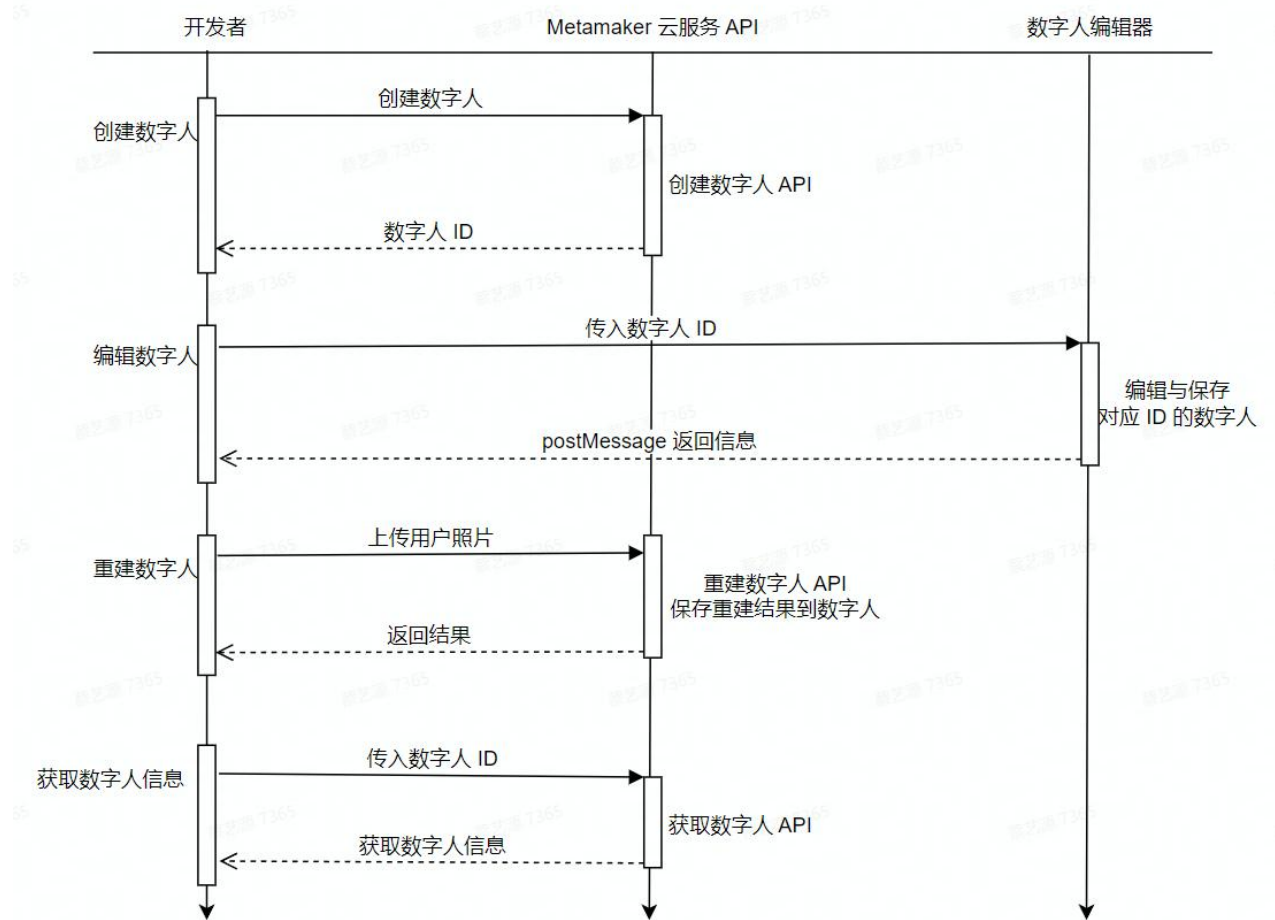 开发者
Metamaker 云服务 API
数字人编辑器
创建数字人
创建数字人
创建数字人 API
数字人 ID
传入数字人 ID
编辑数字人
编辑与保存
对应 ID 的数字人
postMessage 返回信息
上传用户照片
重建数字人
重建数字人 API
保存重建结果到数字人
返回结果
传入数字人 ID
获取数字人信息
获取数字人 API
获取数字人信息